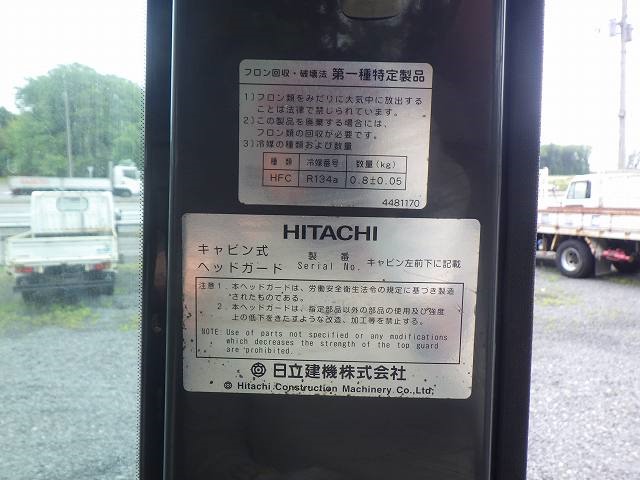 フロン回収・破壊法 第一種特定製品
1) フロン類をみだりに大気中に放出する
ことは法律で禁じられています。
2) この製品を廃棄する場合には、
フロン類の回収が必要です。
3) 冷媒の種類および数量
種類 冷媒番号 数量(kg)
HFC R134a 0.8±0.05
4481170
HITACHI
キャビン式
ヘッドガード
製番
Serial No.
キャビン左前下に記載
注意 1. 本ヘッドガードは、労働安全衛生法令の規定に基づき製造
されたものである。
2. 本ヘッドガードは、指定部品以外の部品の使用及び強度
上の低下をきたすような改造、加工等を禁止する。
NOTE: Use of parts not specified or any modifications
which decreases the strength of the top guard
are prohibited.
日立建機株式会社
© Hitachi Construction Machinery Co., Ltd.